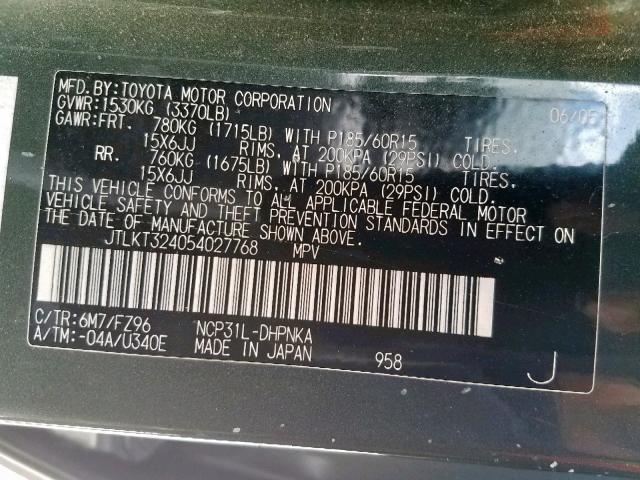 MFD.BY:TOYOTA MOTOR CORPORATION 06/05
GVWR:1530KG (3370LB)
GAWR:FRT. 780KG (1715LB) WITH P185/60R15 TIRES,
15X6JJ RIMS, AT 200KPA (29PSI) COLD.
RR. 760KG (1675LB) WITH P185/60R15 TIRES,
15X6JJ RIMS, AT 200KPA (29PSI) COLD.
THIS VEHICLE CONFORMS TO ALL APPLICABLE FEDERAL MOTOR
VEHICLE SAFETY AND THEFT PREVENTION STANDARDS IN EFFECT ON
THE DATE OF MANUFACTURE SHOWN ABOVE.
JTLKT324054027768 MPV
C/TR:6M7/FZ96 NCP31L-DHPNKA
A/TM:-04A/U340E MADE IN JAPAN 958 J